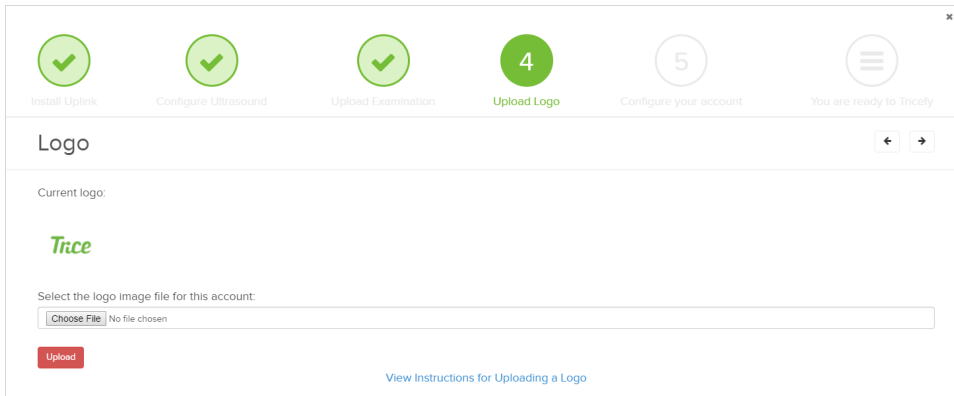 4
5
Install Uplink
Configure Ultrasound
Upload Examination
Upload Logo
Configure your account
You are ready to Tricefy
Logo
Current logo:
Trice
Select the logo image file for this account:
Choose File No file chosen
Upload
View Instructions for Uploading a Logo